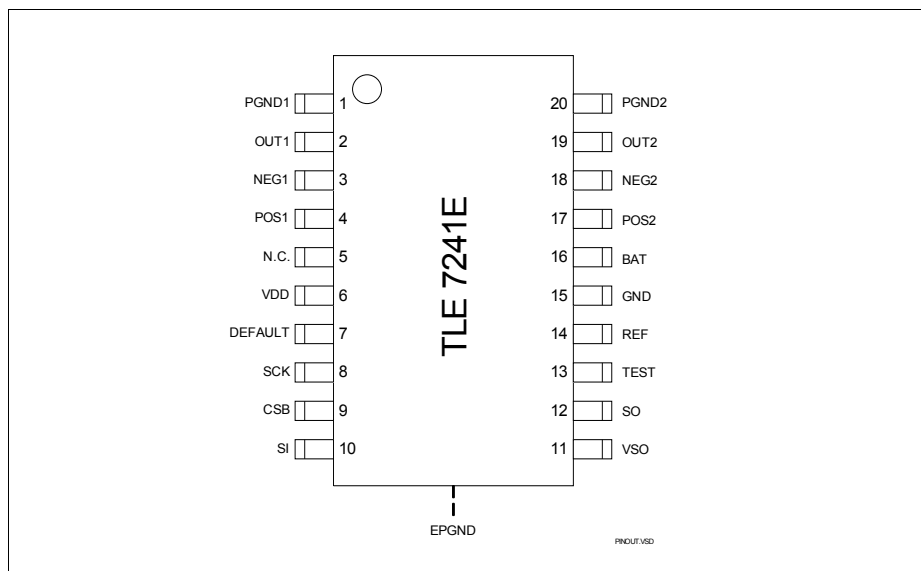 PGND1 1 20 PGND2
OUT1 2 19 OUT2
NEG1 3 18 NEG2
POS1 4 17 POS2
N.C. 5 16 BAT
VDD 6 15 GND
DEFAULT 7 14 REF
SCK 8 13 TEST
CSB 9 12 SO
SI 10 11 VSO
TLE 7241E
EPGND
PINOUT.VSD